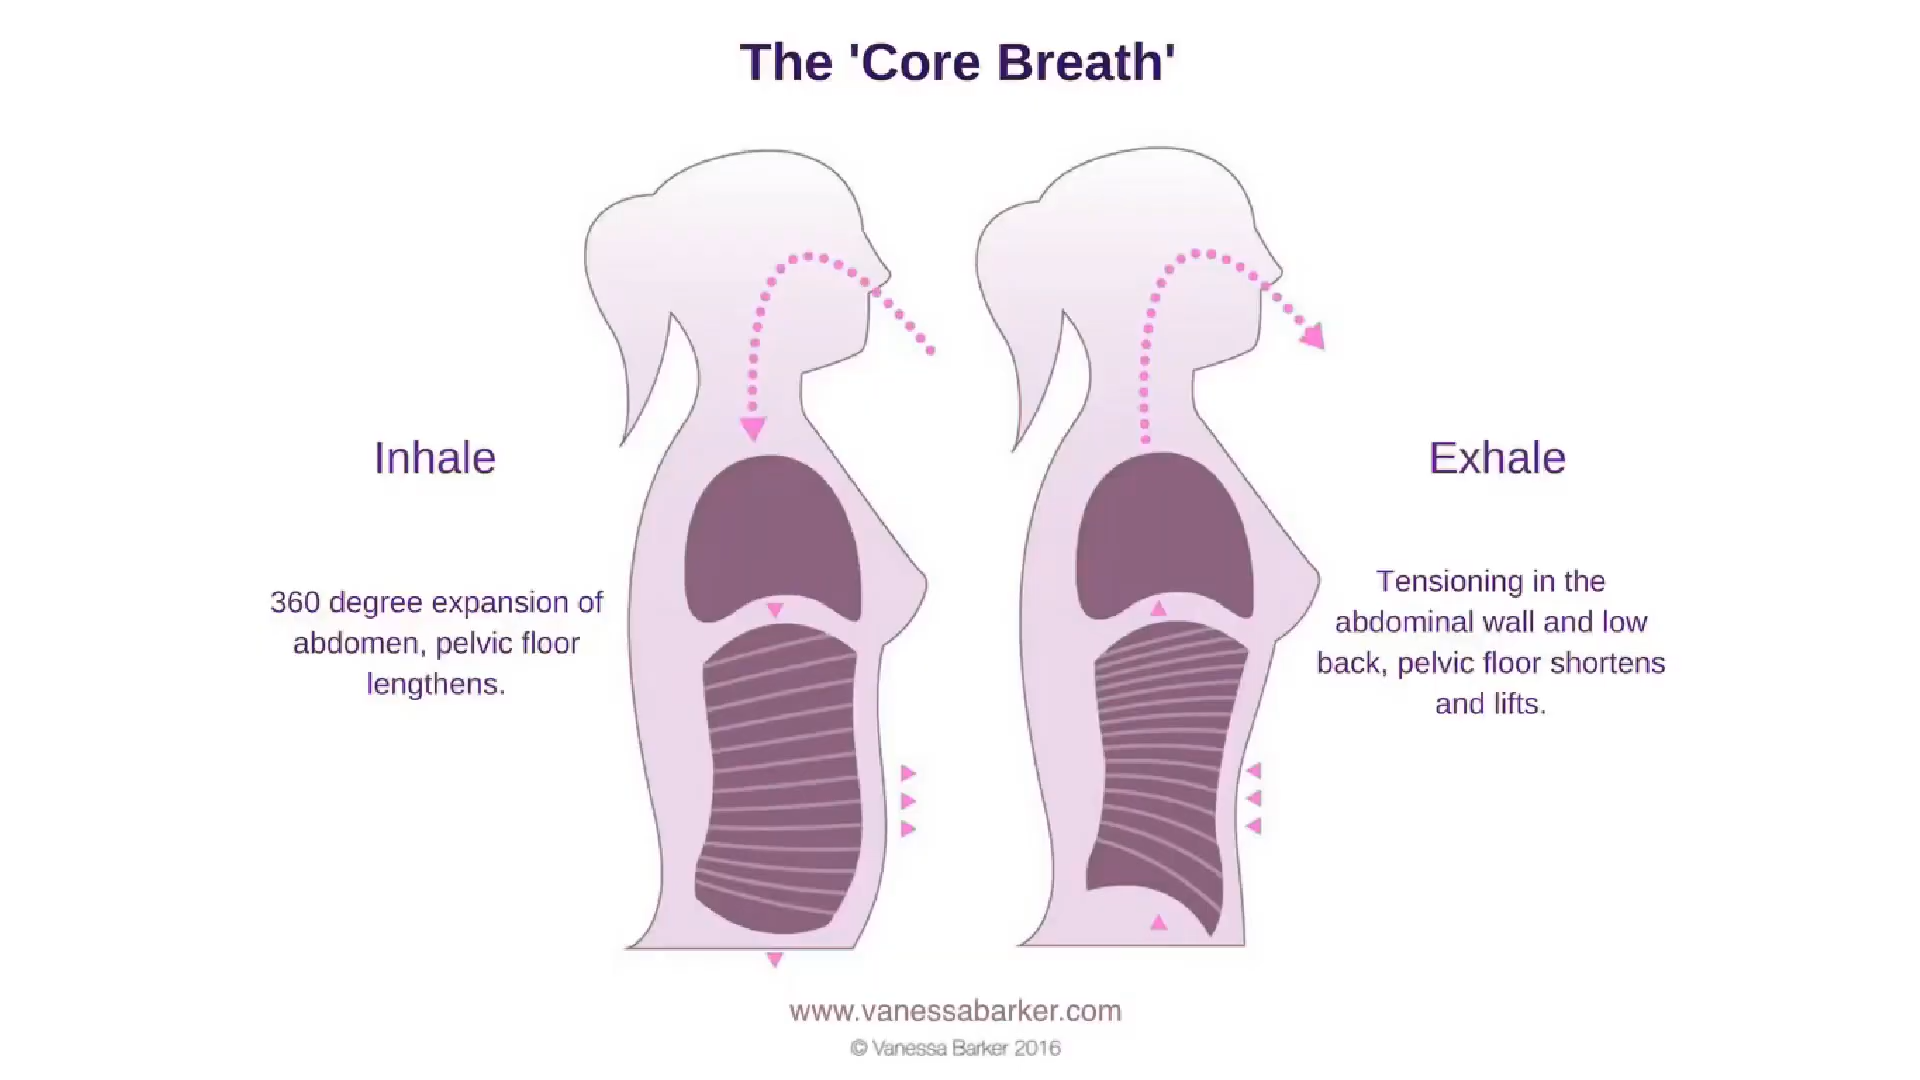 The 'Core Breath'
Inhale
360 degree expansion of
abdomen, pelvic floor
lengthens.
Exhale
Tensioning in the
abdominal wall and low
back, pelvic floor shortens
and lifts.
www.vanessabarker.com
© Vanessa Barker 2016